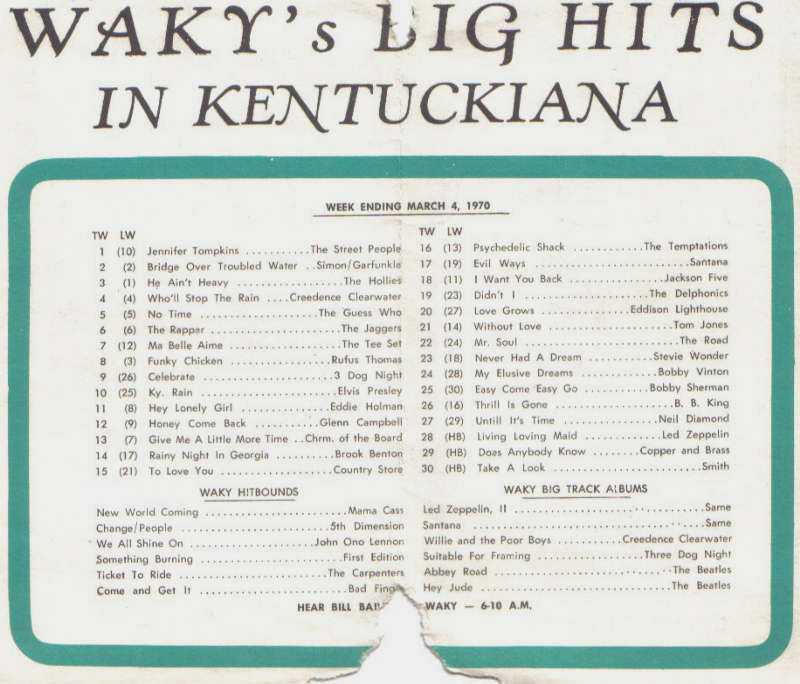 WAKY's BIG HITS
IN KENTUCKIANA
WEEK ENDING MARCH 4, 1970
TW LW
1 (10) Jennifer Tompkins ...........The Street People
2 (2) Bridge Over Troubled Water ..Simon/Garfunkle
3 (1) He Ain't Heavy ...................The Hollies
4 (4) Who'll Stop The Rain ....Creedence Clearwater
5 (5) No Time .....................The Guess Who
6 (6) The Rapper ......................The Jaggers
7 (12) Ma Belle Aime ....................The Tee Set
8 (3) Funky Chicken ..................Rufus Thomas
9 (26) Celebrate .......................3 Dog Night
10 (25) Ky. Rain ........................Elvis Presley
11 (8) Hey Lonely Girl ................Eddie Holman
12 (9) Honey Come Back ............Glenn Campbell
13 (7) Give Me A Little More Time ..Chrm. of the Board
14 (17) Rainy Night In Georgia ...........Brook Benton
15 (21) To Love You ....................Country Store
TW LW
16 (13) Psychedelic Shack ............The Temptations
17 (19) Evil Ways ...........................Santana
18 (11) I Want You Back .................Jackson Five
19 (23) Didn't I .....................The Delphonics
20 (27) Love Grows ................Eddison Lighthouse
21 (14) Without Love ......................Tom Jones
22 (24) Mr. Soul .........................The Road
23 (18) Never Had A Dream ............Stevie Wonder
24 (28) My Elusive Dreams ..............Bobby Vinton
25 (30) Easy Come Easy Go ............Bobby Sherman
26 (16) Thrill Is Gone .....................B. B. King
27 (29) Untill It's Time .................Neil Diamond
28 (HB) Living Loving Maid .............Led Zeppelin
29 (HB) Does Anybody Know ........Copper and Brass
30 (HB) Take A Look ..........................Smith
WAKY HITBOUNDS
New World Coming ........................Mama Cass
Change/People .........................5th Dimension
We All Shine On .....................John Ono Lennon
Something Burning .......................First Edition
Ticket To Ride .........................The Carpenters
Come and Get It ........................Bad
WAKY BIG TRACK ALBUMS
Led Zeppelin, II ..................................Same
Santana ........................................Same
Willie and the Poor Boys ...........Creedence Clearwater
Suitable For Framing ................Three Dog Night
Abbey Road .............................The Beatles
Hey Jude ...............................The Beatles
HEAR BILL WAKY — 6-10 A.M.